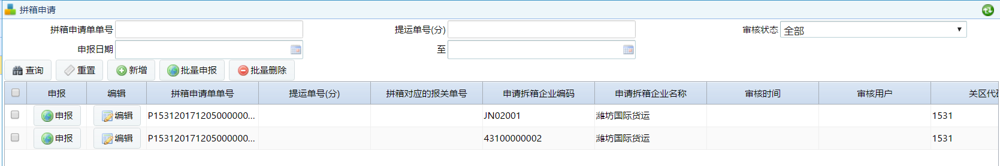 拼箱申请
拼箱申请单单号 提运单号(分) 审核状态 全部
申报日期 至
查询 重置 新增 批量申报 批量删除
申报 编辑 拼箱申请单单号 提运单号(分) 拼箱对应的报关单号 申请拆箱企业编码 申请拆箱企业名称 审核时间 审核用户 关区代
申报 编辑 P153120171205000000... JN02001 潍坊国际货运 1531
申报 编辑 P153120171205000000... 43100000002 潍坊国际货运 1531